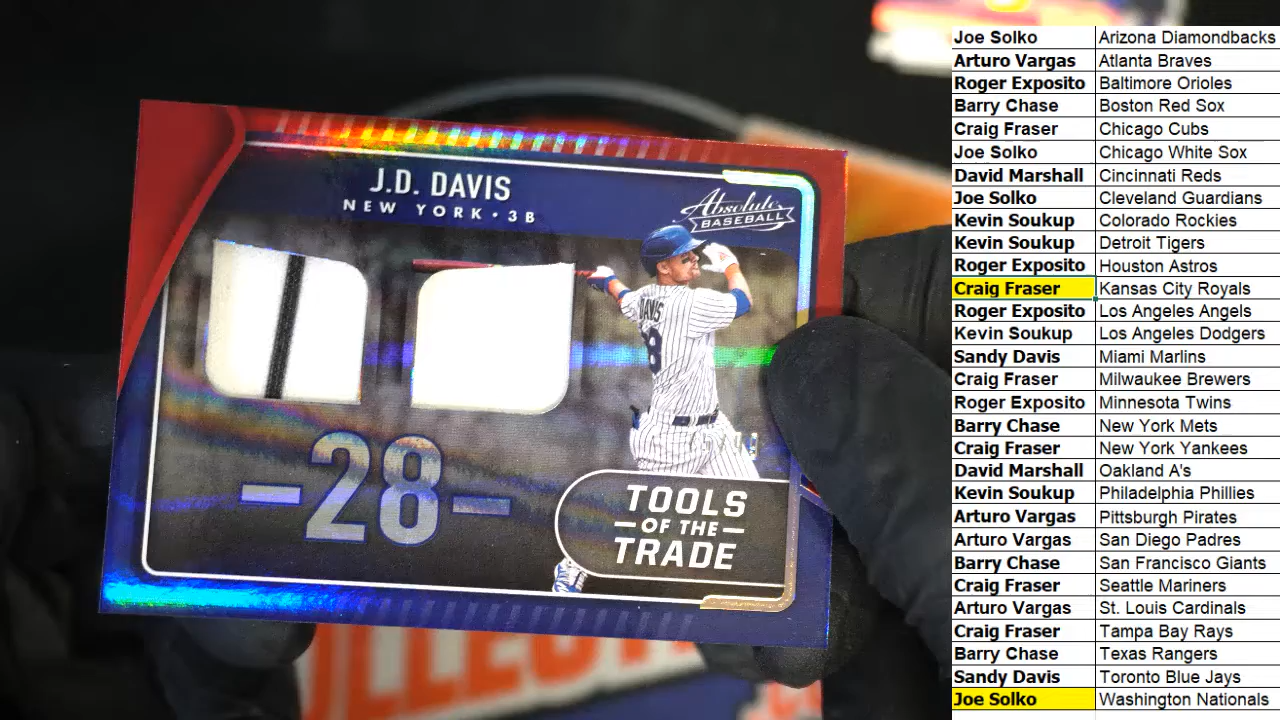 J.D. DAVIS
NEW YORK · 3B
Absolute
BASEBALL
DAVIS
-28-
TOOLS
-OF THE-
TRADE
Joe Solko Arizona Diamondbacks
Arturo Vargas Atlanta Braves
Roger Exposito Baltimore Orioles
Barry Chase Boston Red Sox
Craig Fraser Chicago Cubs
Joe Solko Chicago White Sox
David Marshall Cincinnati Reds
Joe Solko Cleveland Guardians
Kevin Soukup Colorado Rockies
Kevin Soukup Detroit Tigers
Roger Exposito Houston Astros
Craig Fraser Kansas City Royals
Roger Exposito Los Angeles Angels
Kevin Soukup Los Angeles Dodgers
Sandy Davis Miami Marlins
Craig Fraser Milwaukee Brewers
Roger Exposito Minnesota Twins
Barry Chase New York Mets
Craig Fraser New York Yankees
David Marshall Oakland A's
Kevin Soukup Philadelphia Phillies
Arturo Vargas Pittsburgh Pirates
Arturo Vargas San Diego Padres
Barry Chase San Francisco Giants
Craig Fraser Seattle Mariners
Arturo Vargas St. Louis Cardinals
Craig Fraser Tampa Bay Rays
Barry Chase Texas Rangers
Sandy Davis Toronto Blue Jays
Joe Solko Washington Nationals